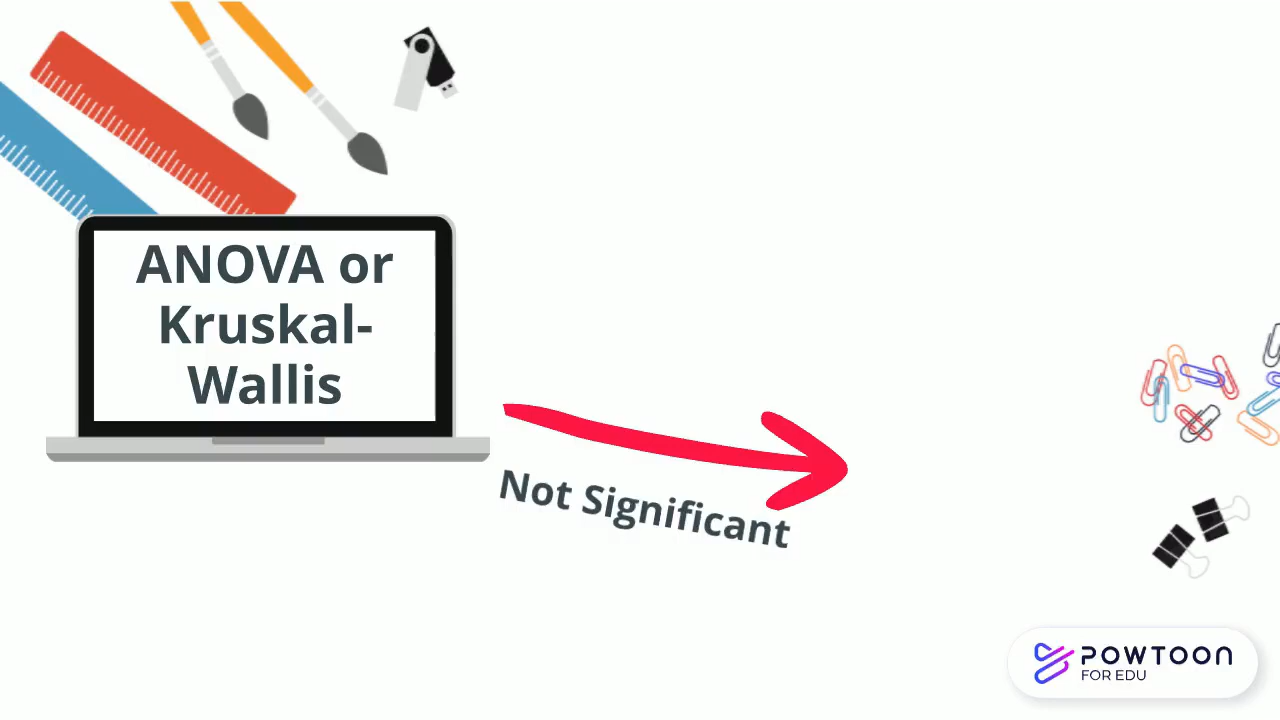 ANOVA or
Kruskal-
Wallis
Not Significant
POWTOON
FOR EDU